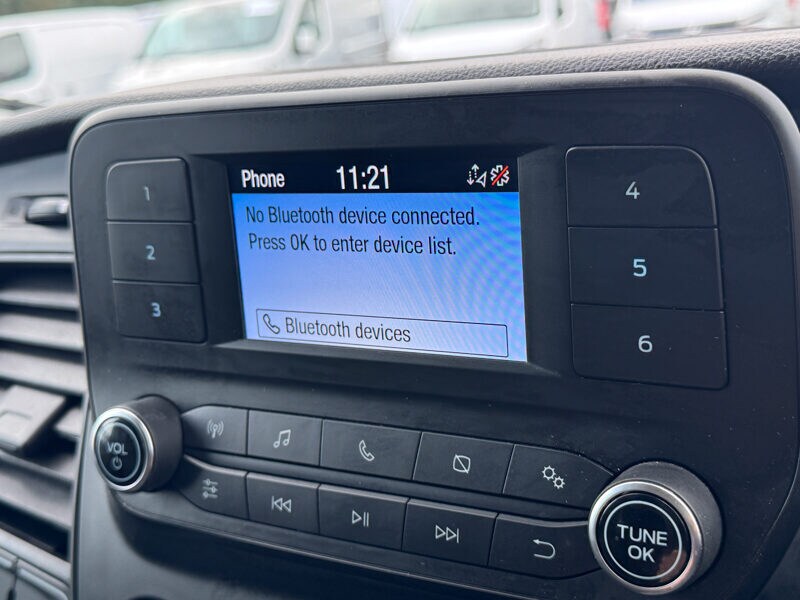 Phone 11:21
No Bluetooth device connected.
Press OK to enter device list.
Bluetooth devices
1
2
3
4
5
6
VOL
TUNE
OK